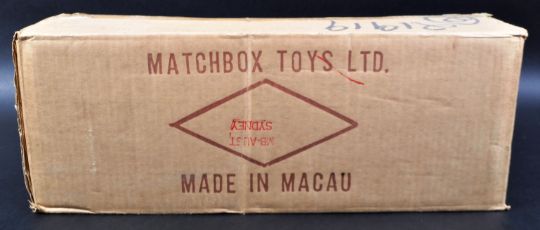 MATCHBOX TOYS LTD.
MB-AUST
SYDNEY
MADE IN MACAU